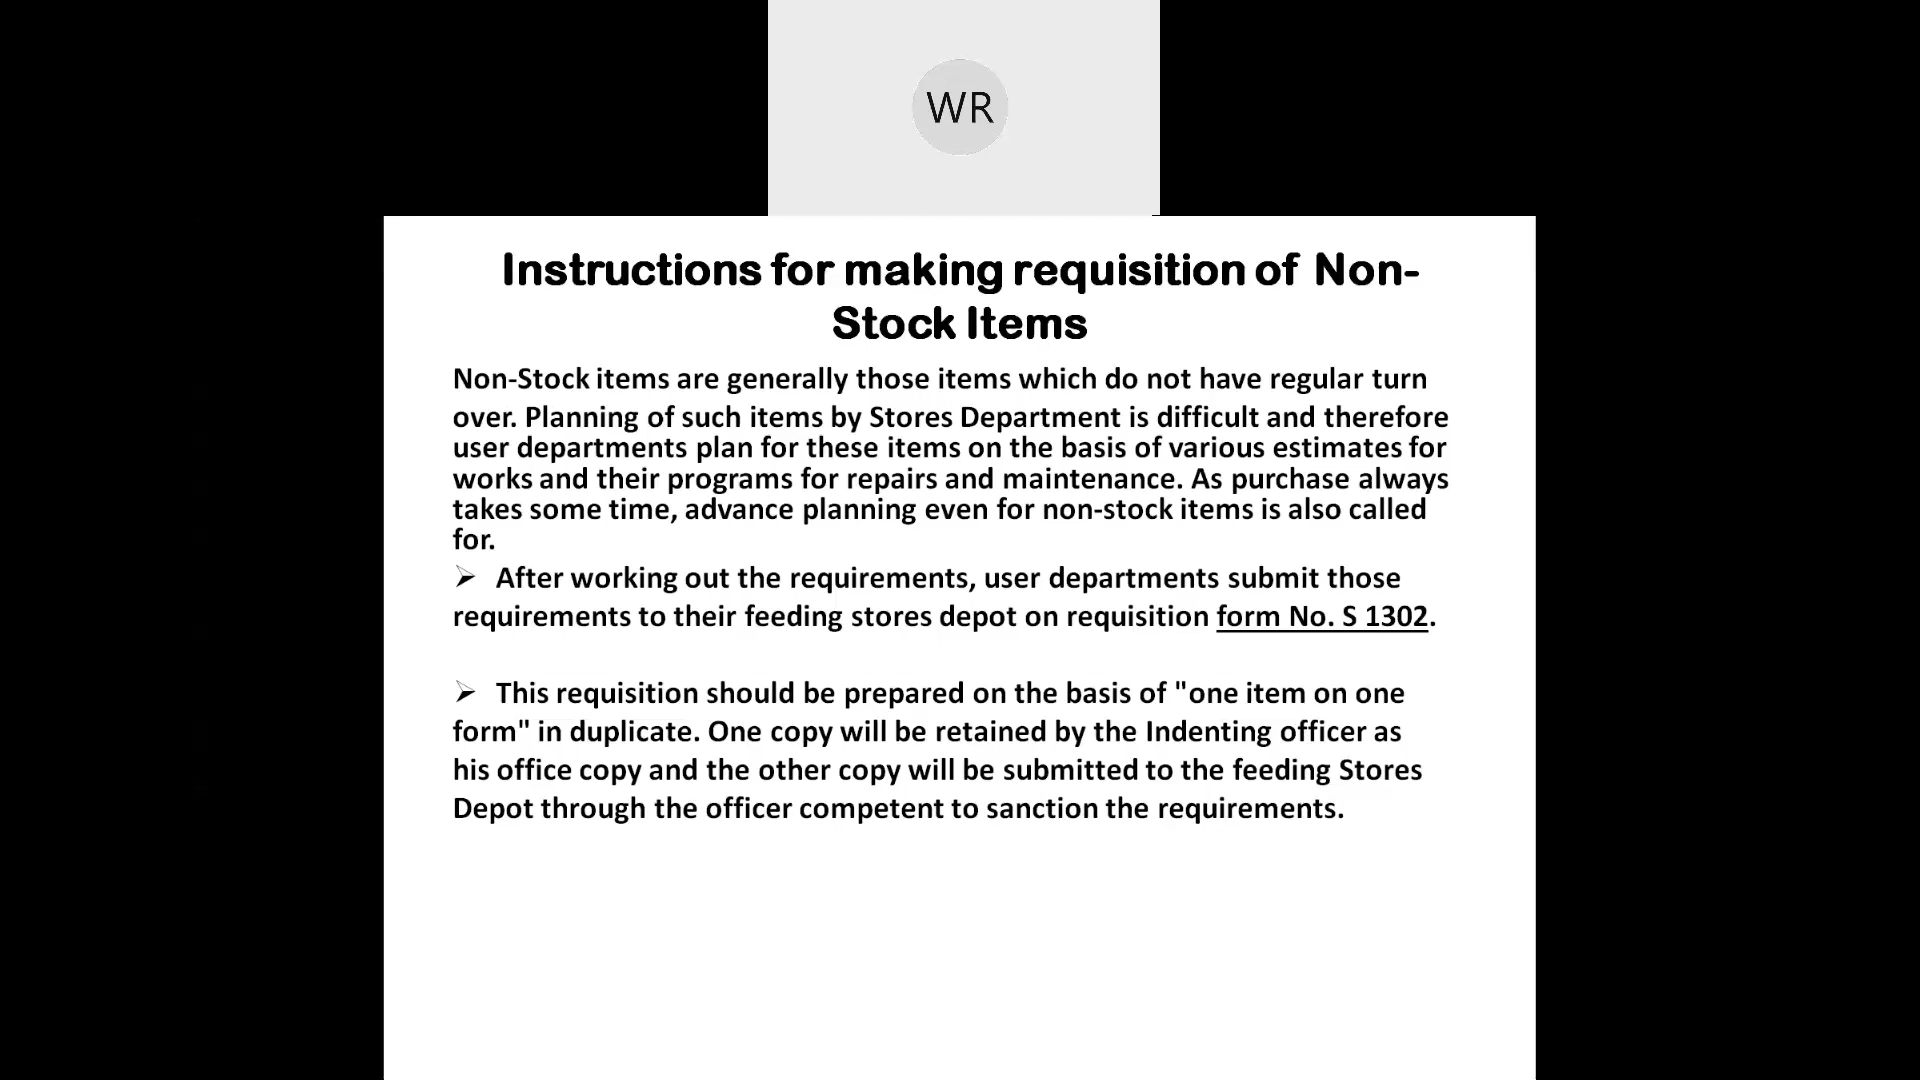 WR
Instructions for making requisition of Non-
Stock Items
Non-Stock items are generally those items which do not have regular turn
over. Planning of such items by Stores Department is difficult and therefore
user departments plan for these items on the basis of various estimates for
works and their programs for repairs and maintenance. As purchase always
takes some time, advance planning even for non-stock items is also called
for.
➢ After working out the requirements, user departments submit those
requirements to their feeding stores depot on requisition form No. S 1302.
➢ This requisition should be prepared on the basis of "one item on one
form" in duplicate. One copy will be retained by the Indenting officer as
his office copy and the other copy will be submitted to the feeding Stores
Depot through the officer competent to sanction the requirements.